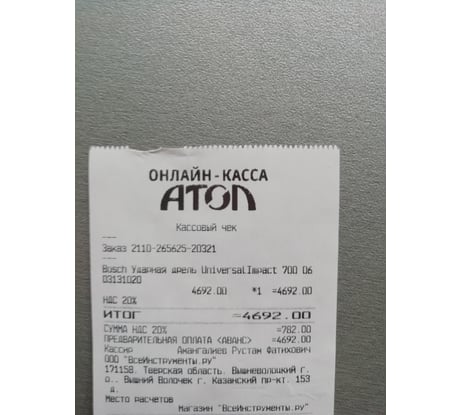 ОНЛАЙН-КАССА
АТОЛ
Кассовый чек
---
Заказ 2110-265625-20321
---
Bosch Ударная дрель UniversalImpact 700 06
03131020
4692.00 *1 =4692.00
НДС 20%
ИТОГ =4692.00
СУММА НДС 20% =782.00
ПРЕДВАРИТЕЛЬНАЯ ОПЛАТА (АВАНС) =4692.00
Кассир Амангалиев Рустам Фатихович
ООО "ВсеИнструменты.ру"
171158. Тверская область. Вышневолоцкий г.
о.. Вышний Волочек г. Казанский пр-кт. 153
д.
Место расчетов
Магазин "ВсеИнструменты.ру"